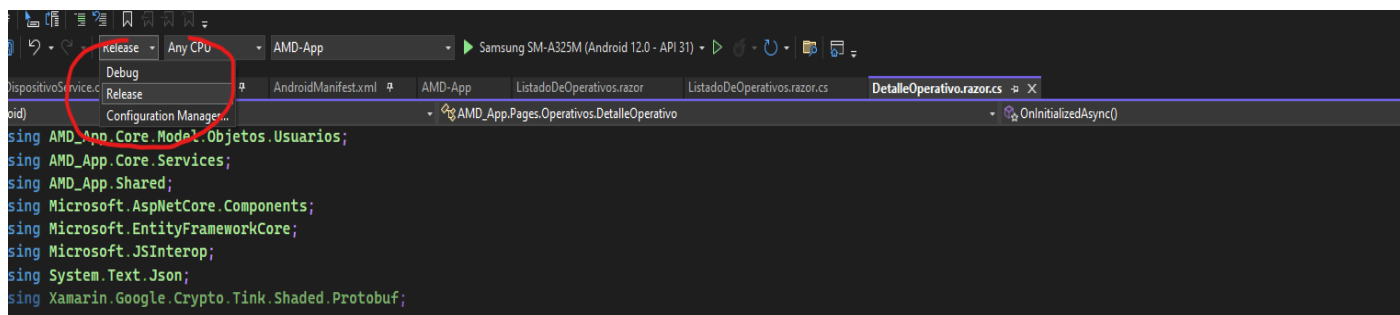 Release Any CPU AMD-App Samsung SM-A325M (Android 12.0 - API 31)
Debug
Release
Configuration Manager...
DispositivoService.c AndroidManifest.xml AMD-App ListadoDeOperativos.razor ListadoDeOperativos.razor.cs DetalleOperativo.razor.cs
oid) AMD_App.Pages.Operativos.DetalleOperativo OnInitializedAsync()
sing AMD_App.Core.Model.Objetos.Usuarios;
sing AMD_App.Core.Services;
sing AMD_App.Shared;
sing Microsoft.AspNetCore.Components;
sing Microsoft.EntityFrameworkCore;
sing Microsoft.JSInterop;
sing System.Text.Json;
sing Xamarin.Google.Crypto.Tink.Shaded.Protobuf;